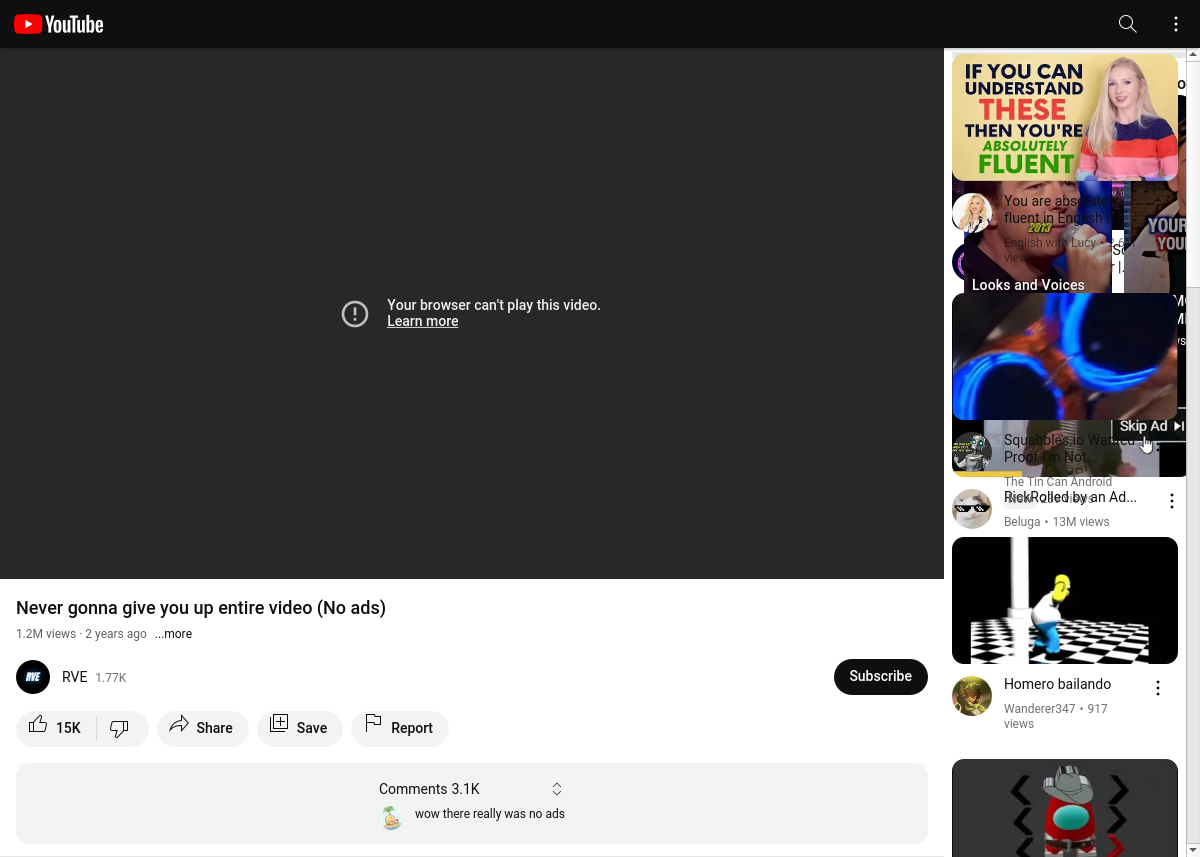 YouTube
Your browser can't play this video.
Learn more
Never gonna give you up entire video (No ads)
1.2M views · 2 years ago ...more
RVE
RVE 1.77K
Subscribe
15K
Share
Save
Report
Comments 3.1K
wow there really was no ads
IF YOU CAN
UNDERSTAND
THESE
THEN YOU'RE
ABSOLUTELY
FLUENT
You are
fluent in English
English with Lucy •
2013
YOUR
YOU
Looks and Voices
Skip Ad
Squabbles.io Wanted
Proof I'm Not...
The Tin Can Android
RickRolled by an Ad...
Beluga • 13M views
Homero bailando
Wanderer347 • 917
views